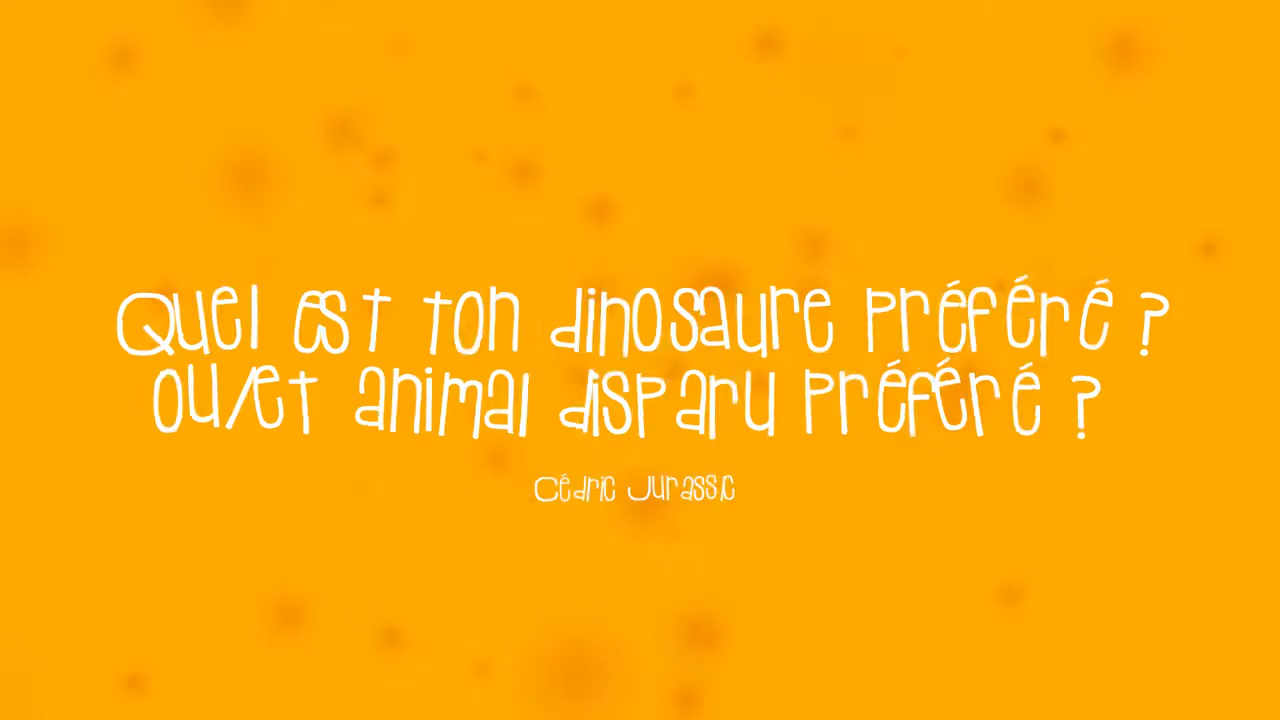 Quel est ton dinosaure préféré ?
ou/et animal disparu préféré ?
Cédric Jurassic